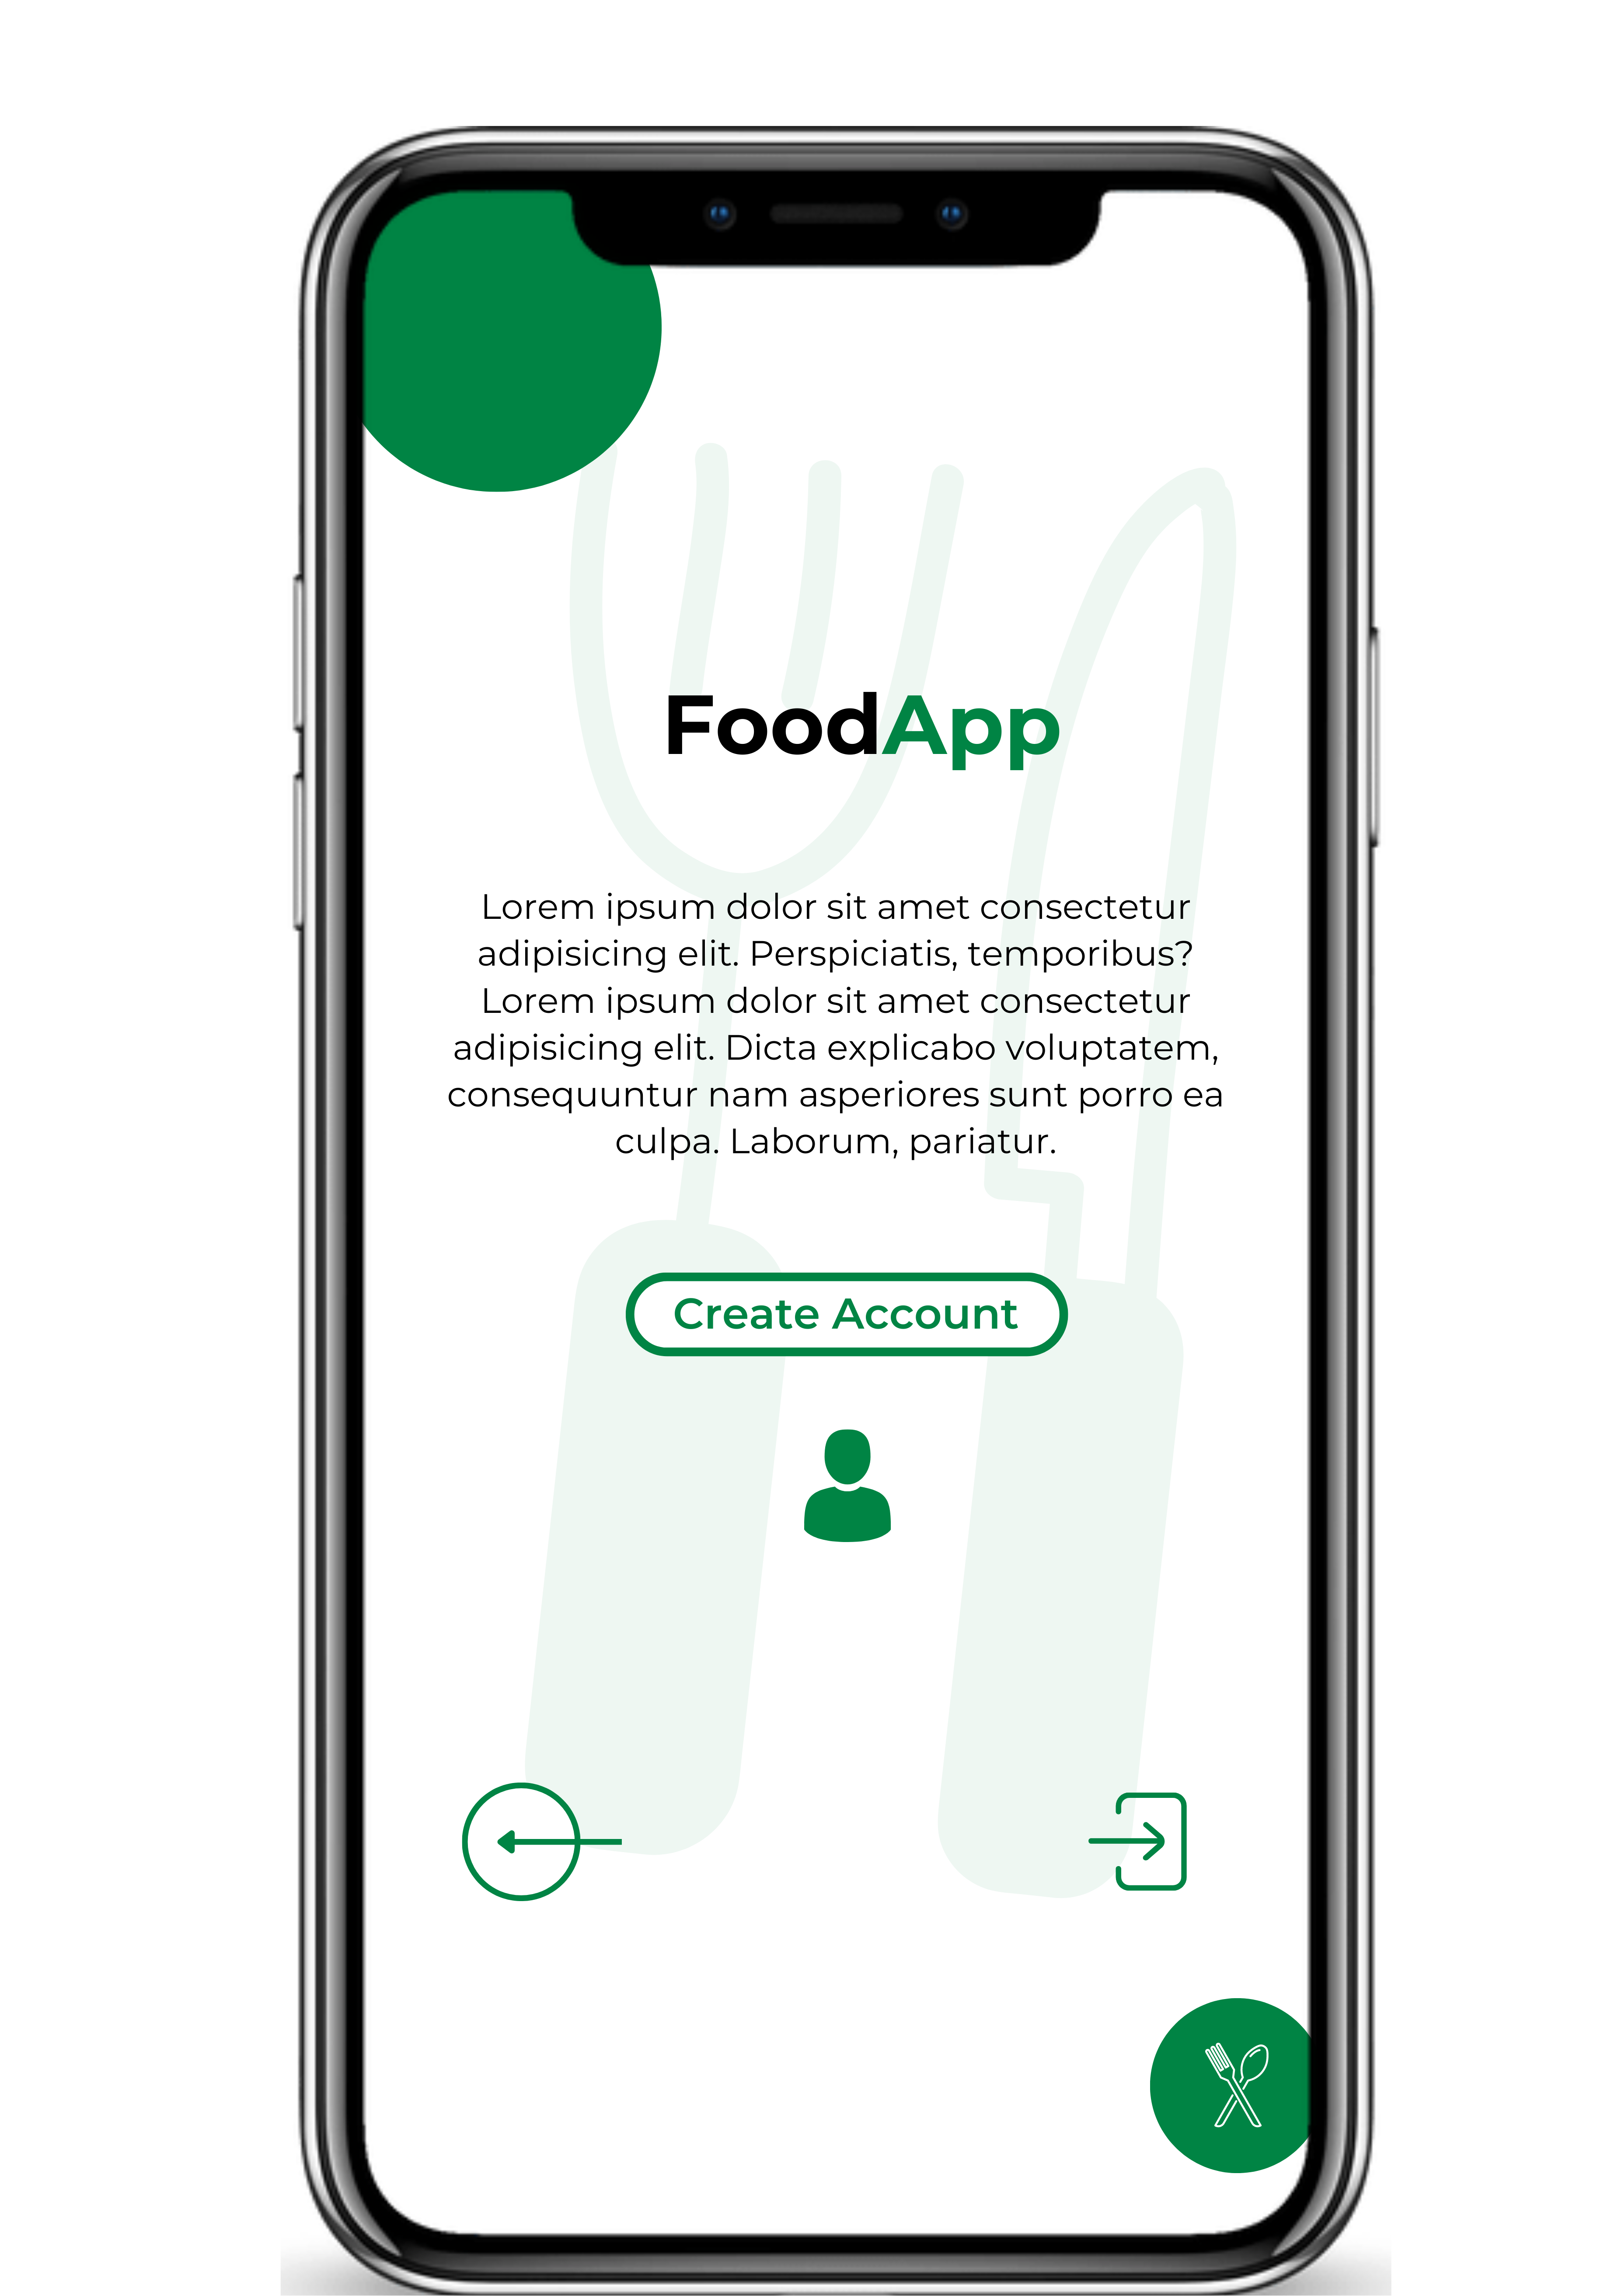 FoodApp
Lorem ipsum dolor sit amet consectetur
adipisicing elit. Perspiciatis, temporibus?
Lorem ipsum dolor sit amet consectetur
adipisicing elit. Dicta explicabo voluptatem,
consequuntur nam asperiores sunt porro ea
culpa. Laborum, pariatur.
Create Account